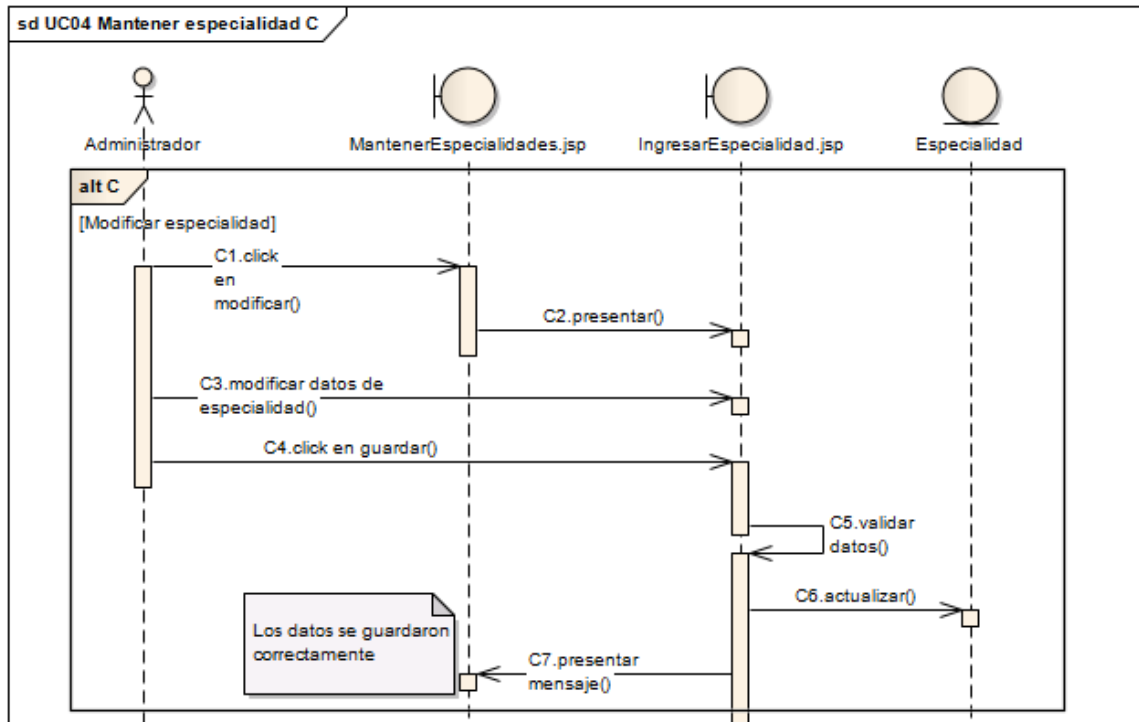 sd UC04 Mantener especialidad C
Administrador
MantenerEspecialidades.jsp
IngresarEspecialidad.jsp
Especialidad
alt C
[Modificar especialidad]
C1.click
en
modificar()
C2.presentar()
C3.modificar datos de
especialidad()
C4.click en guardar()
C5.validar
datos()
C6.actualizar()
Los datos se guardaron
correctamente
C7.presentar
mensaje()